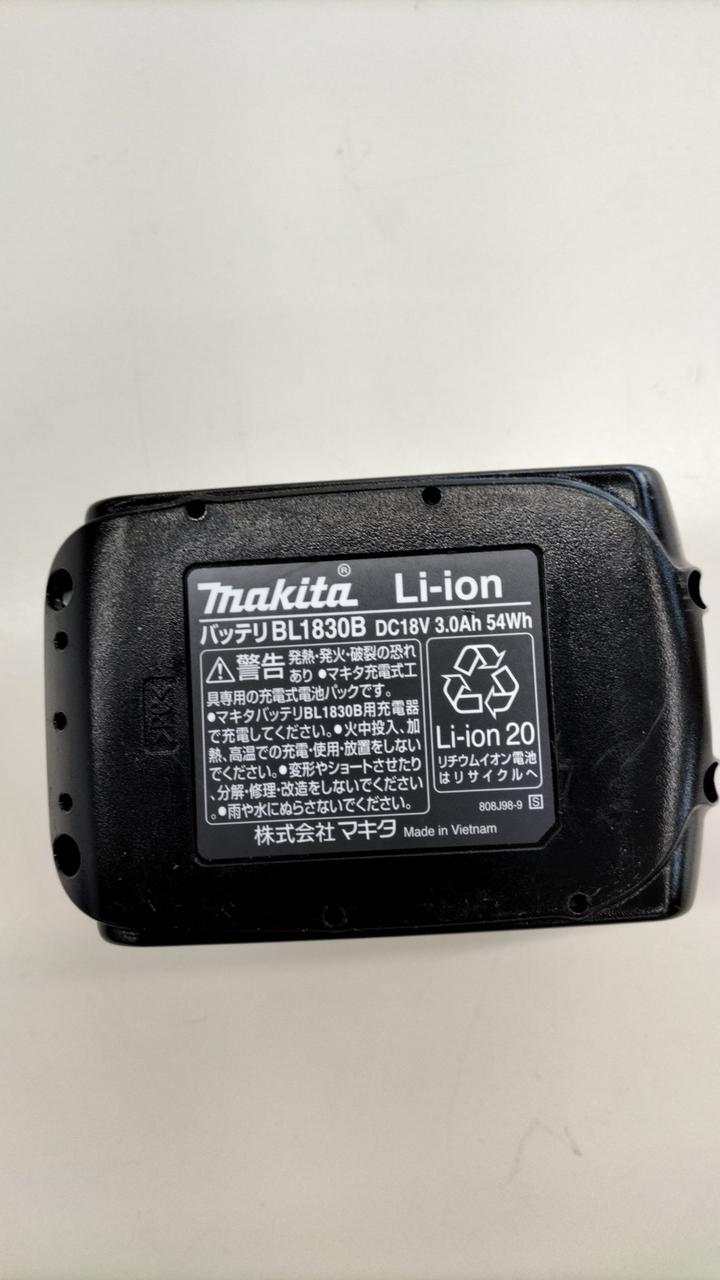 makita® Li-ion
バッテリ BL1830B DC18V 3.0Ah 54Wh
警告 発熱・発火・破裂の恐れ
あり ●マキタ充電式工
具専用の充電式電池パックです。
●マキタバッテリBL1830B用充電器
で充電してください。●火中投入、加
熱、高温での充電・使用・放置をしない
でください。●変形やショートさせたり
、分解・修理・改造をしないでください
。●雨や水にぬらさないでください。
Li-ion 20
リチウムイオン電池
はリサイクルへ
808J98-9 S
株式会社 マキタ Made in Vietnam